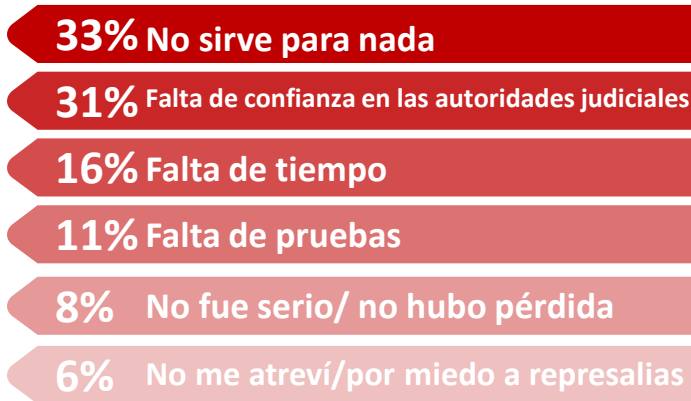 33% No sirve para nada
31% Falta de confianza en las autoridades judiciales
16% Falta de tiempo
11% Falta de pruebas
8% No fue serio/ no hubo pérdida
6% No me atreví/por miedo a represalias